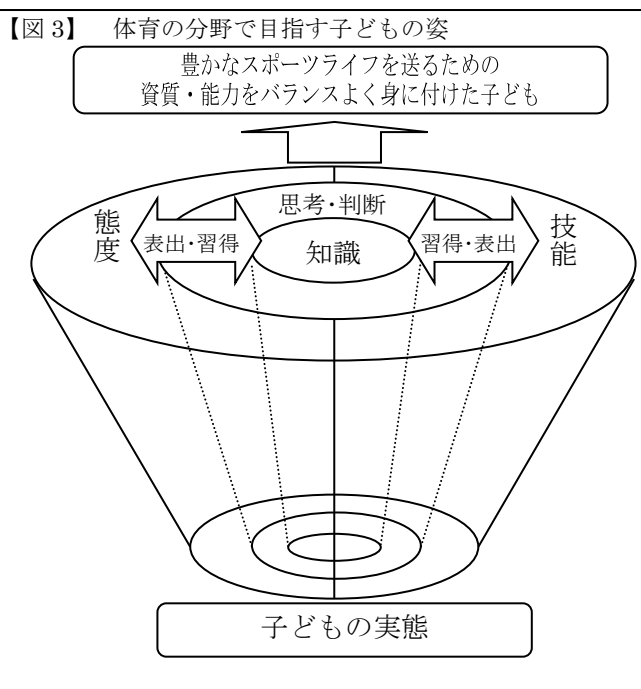 【図3】 体育の分野で目指す子どもの姿
豊かなスポーツライフを送るための
資質・能力をバランスよく身に付けた子ども
思考・判断
態度
表出・習得
知識
習得・表出
技能
子どもの実態